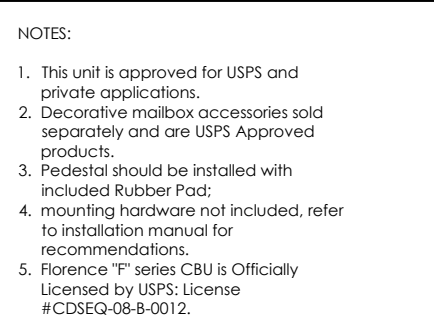 NOTES:
1. This unit is approved for USPS and
private applications.
2. Decorative mailbox accessories sold
separately and are USPS Approved
products.
3. Pedestal should be installed with
included Rubber Pad;
4. mounting hardware not included, refer
to installation manual for
recommendations.
5. Florence "F" series CBU is Officially
Licensed by USPS: License
#CDSEQ-08-B-0012.